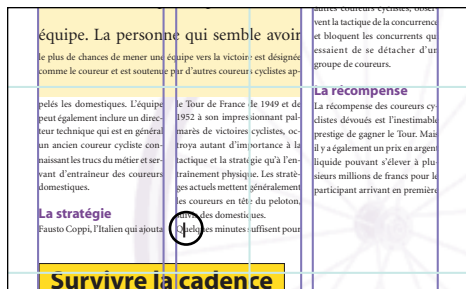 équipe. La personne qui semble avoir
le plus de chances de mener une équipe vers la victoire est désignée
comme le coureur et est soutenue par d'autres coureurs cyclistes ap-
pelés les domestiques. L'équipe
peut également inclure un direc-
teur technique qui est en général
un ancien coureur cycliste con-
naissant les trucs du métier et ser-
vant d'entraîneur des coureurs
domestiques.
La stratégie
Fausto Coppi, l'Italien qui ajouta
le Tour de France de 1949 et de
1952 à son impressionnant pal-
marès de victoires cyclistes, oc-
troya autant d'importance à la
tactique et la stratégie qu'à l'en-
traînement physique. Les straté-
ges actuels mettent généralement
les coureurs en tête du peloton,
suivis des domestiques.
Quelques minutes suffisent pour
autres coureurs cyclistes, obser-
vent la tactique de la concurrence
et bloquent les concurrents qui
essaient de se détacher d'un
groupe de coureurs.
La récompense
La récompense des coureurs cy-
clistes dévoués est l'inestimable
prestige de gagner le Tour. Mais
il y a également un prix en argent
liquide pouvant s'élever à plu-
sieurs millions de francs pour le
participant arrivant en première
Survivre la cadence